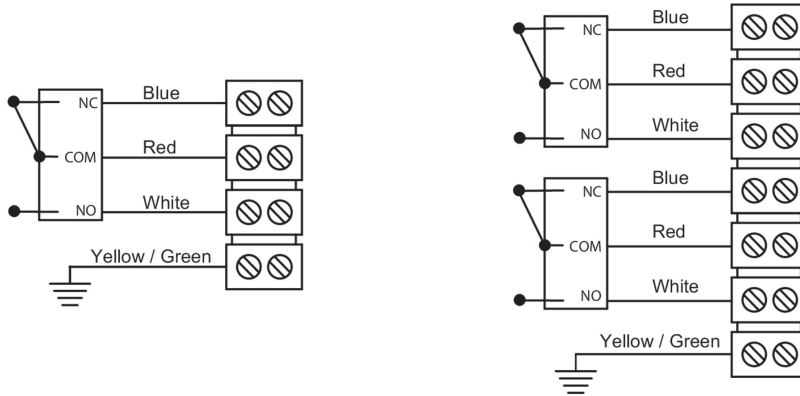 NC Blue
COM Red
NO White
Yellow / Green
NC Blue
COM Red
NO White
NC Blue
COM Red
NO White
Yellow / Green